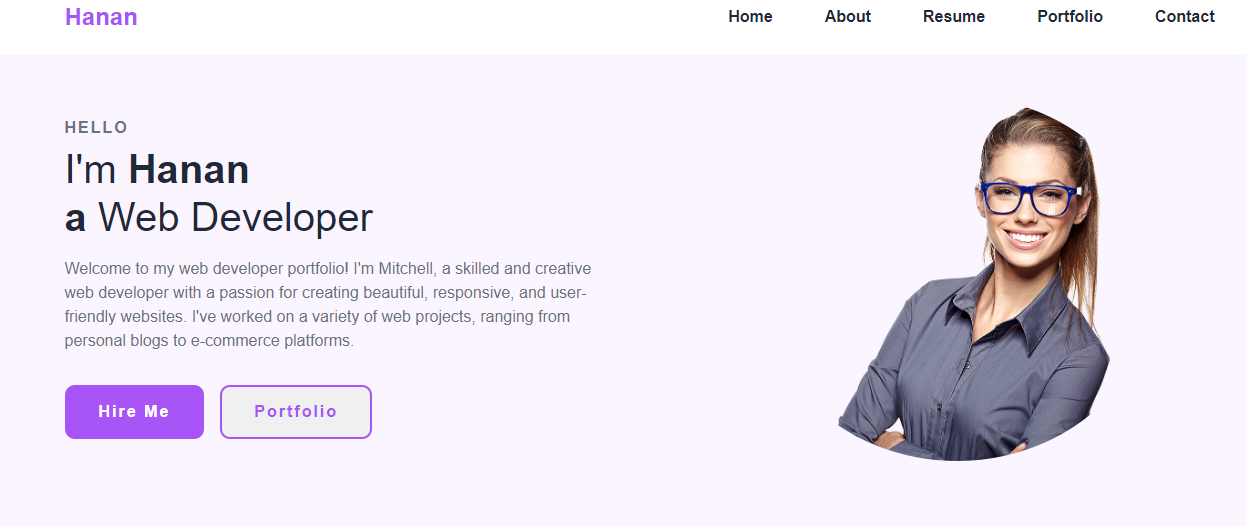 Hanan
Home About Resume Portfolio Contact
HELLO
I'm Hanan
a Web Developer
Welcome to my web developer portfolio! I'm Mitchell, a skilled and creative
web developer with a passion for creating beautiful, responsive, and user-
friendly websites. I've worked on a variety of web projects, ranging from
personal blogs to e-commerce platforms.
Hire Me Portfolio